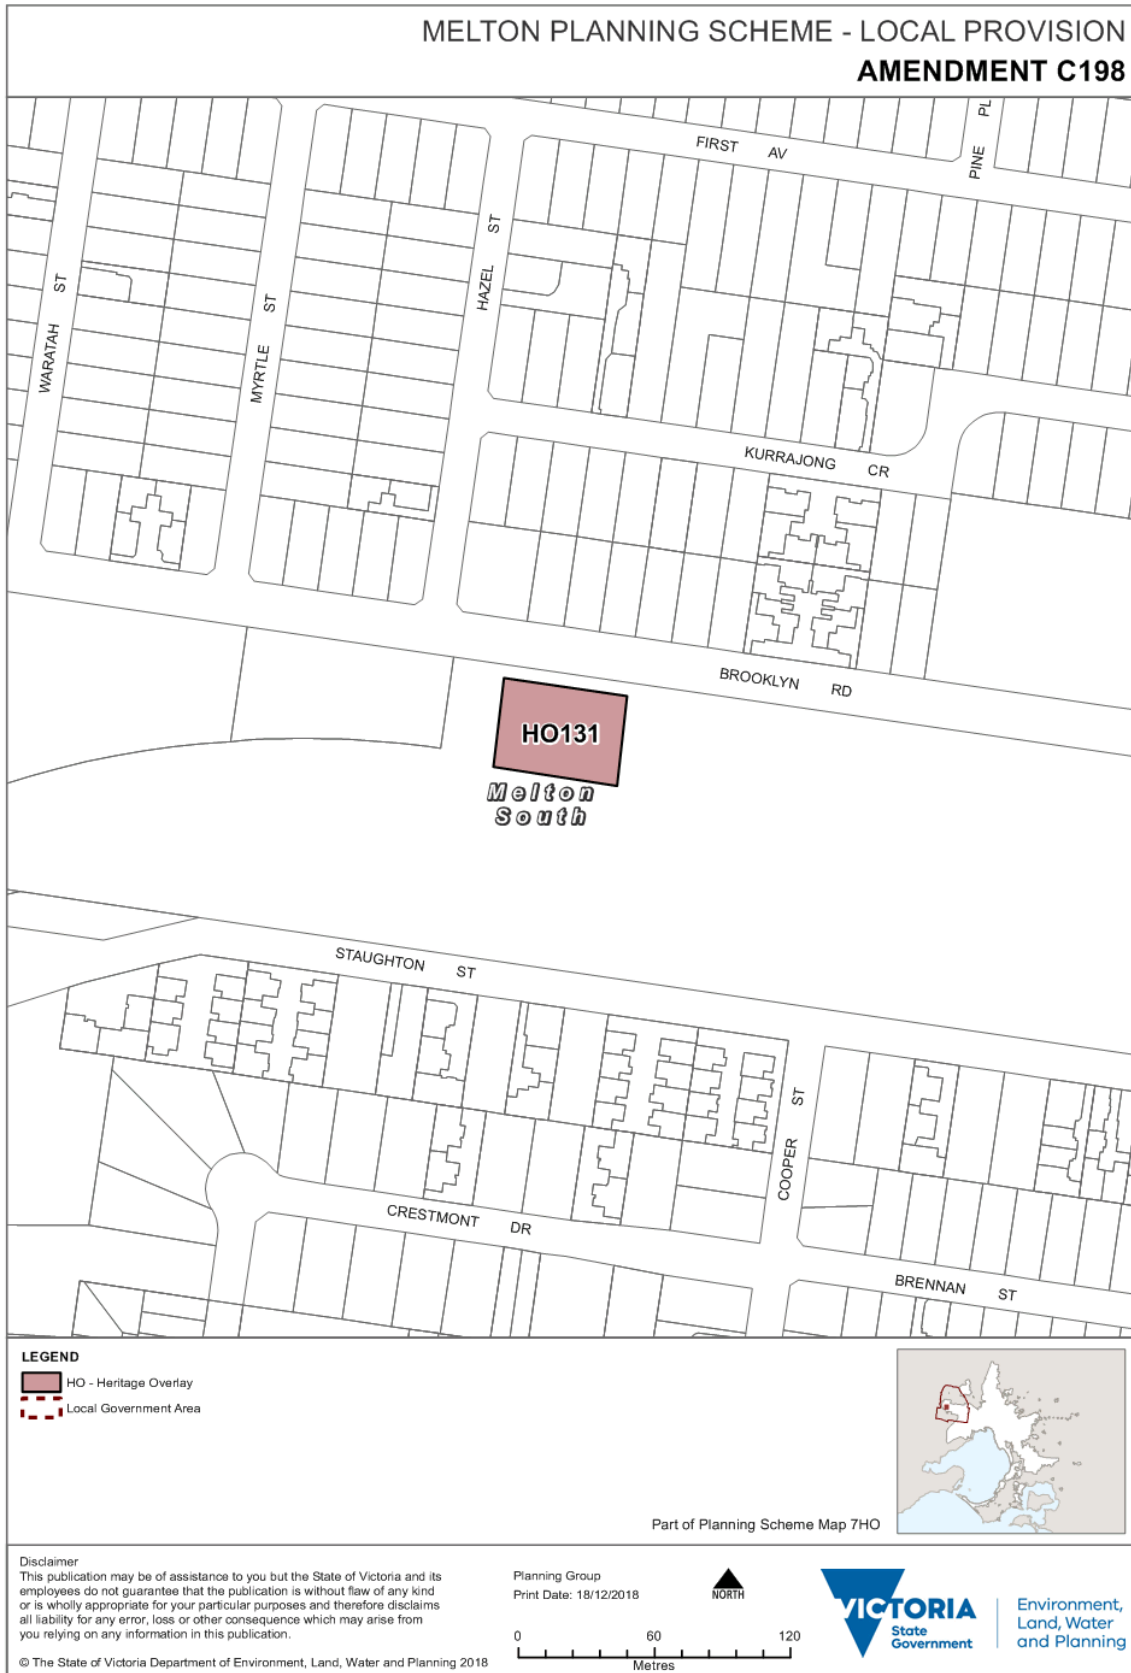 MELTON PLANNING SCHEME - LOCAL PROVISION
AMENDMENT C198
FIRST AV
PINE PL
WARATAH ST
MYRTLE ST
HAZEL ST
KURRAJONG CR
BROOKLYN RD
HO131
Melton
South
STAUGHTON ST
COOPER ST
CRESTMONT DR
BRENNAN ST
LEGEND
HO - Heritage Overlay
Local Government Area
Part of Planning Scheme Map 7HO
Disclaimer
This publication may be of assistance to you but the State of Victoria and its
employees do not guarantee that the publication is without flaw of any kind
or is wholly appropriate for your particular purposes and therefore disclaims
all liability for any error, loss or other consequence which may arise from
you relying on any information in this publication.
© The State of Victoria Department of Environment, Land, Water and Planning 2018
Planning Group
Print Date: 18/12/2018
NORTH
0 60 120
Metres
VICTORIA
State
Government
Environment,
Land, Water
and Planning